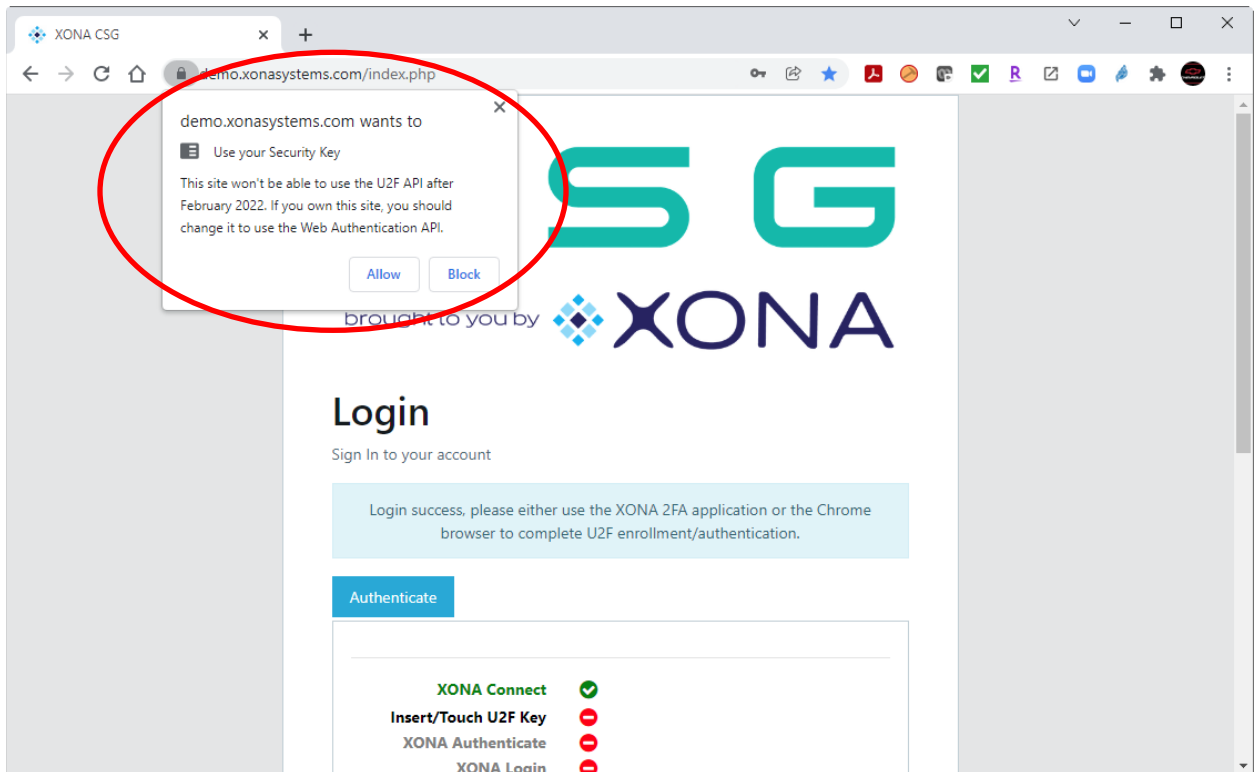 XONA CSG
demo.xonasystems.com/index.php
demo.xonasystems.com wants to
Use your Security Key
This site won't be able to use the U2F API after
February 2022. If you own this site, you should
change it to use the Web Authentication API.
Allow Block
S G
brought to you by XONA
Login
Sign In to your account
Login success, please either use the XONA 2FA application or the Chrome
browser to complete U2F enrollment/authentication.
Authenticate
XONA Connect
Insert/Touch U2F Key
XONA Authenticate
XONA Login